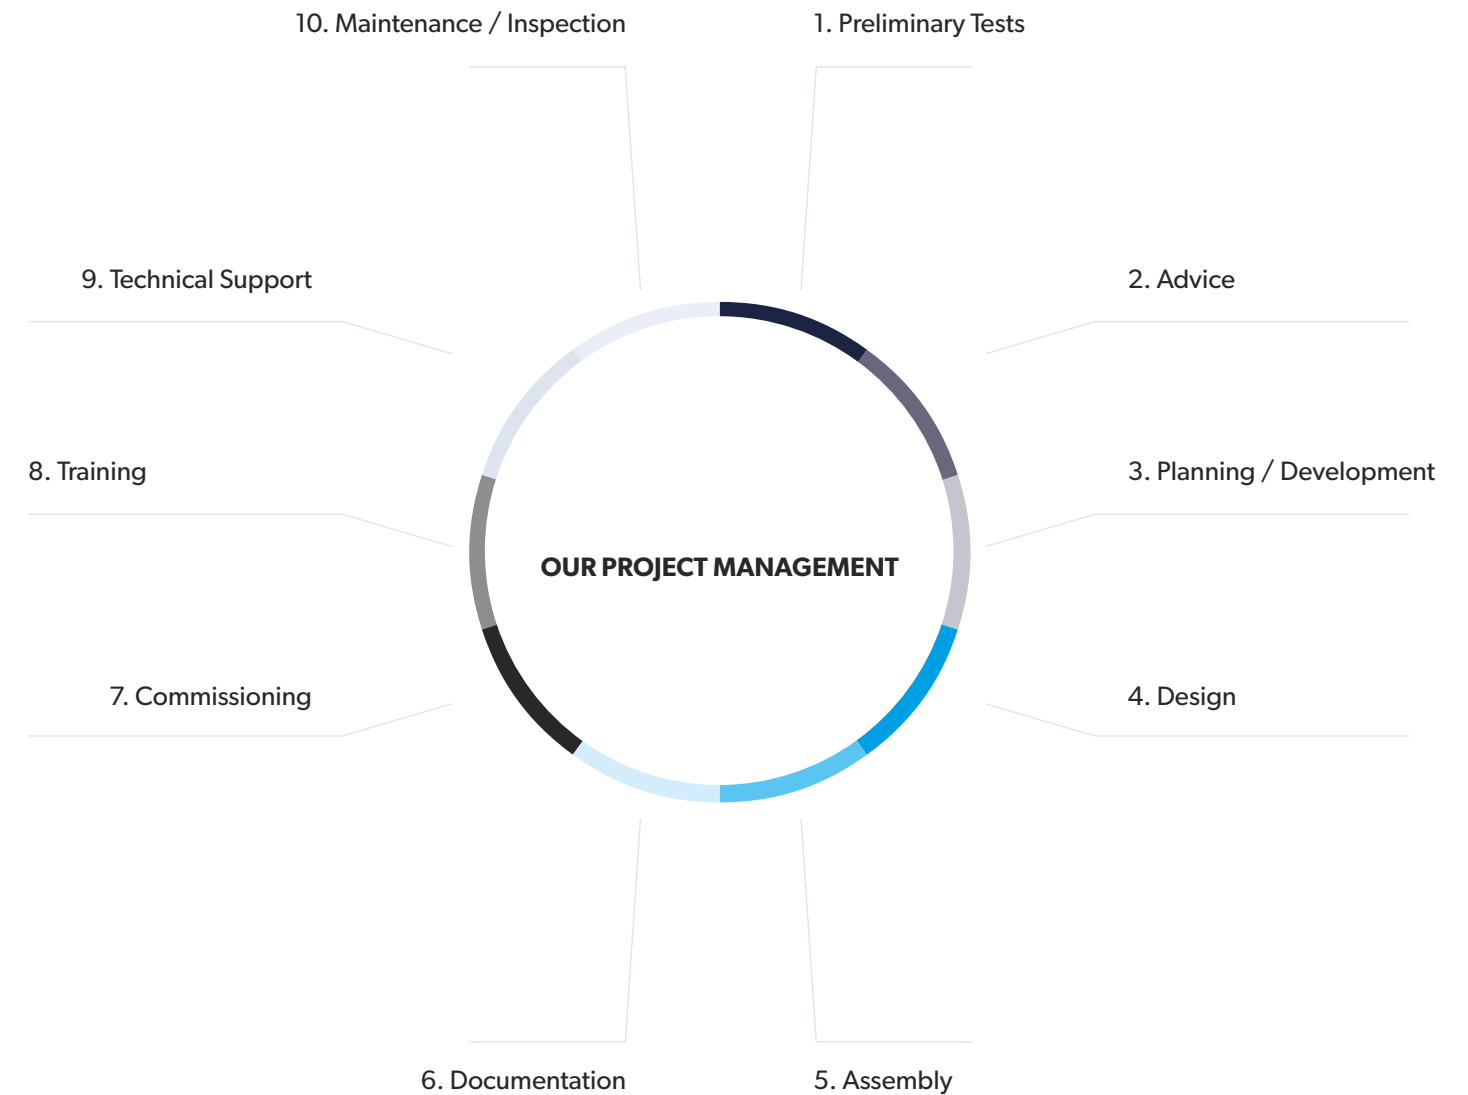 10. Maintenance / Inspection
1. Preliminary Tests
9. Technical Support
2. Advice
8. Training
3. Planning / Development
OUR PROJECT MANAGEMENT
7. Commissioning
4. Design
6. Documentation
5. Assembly